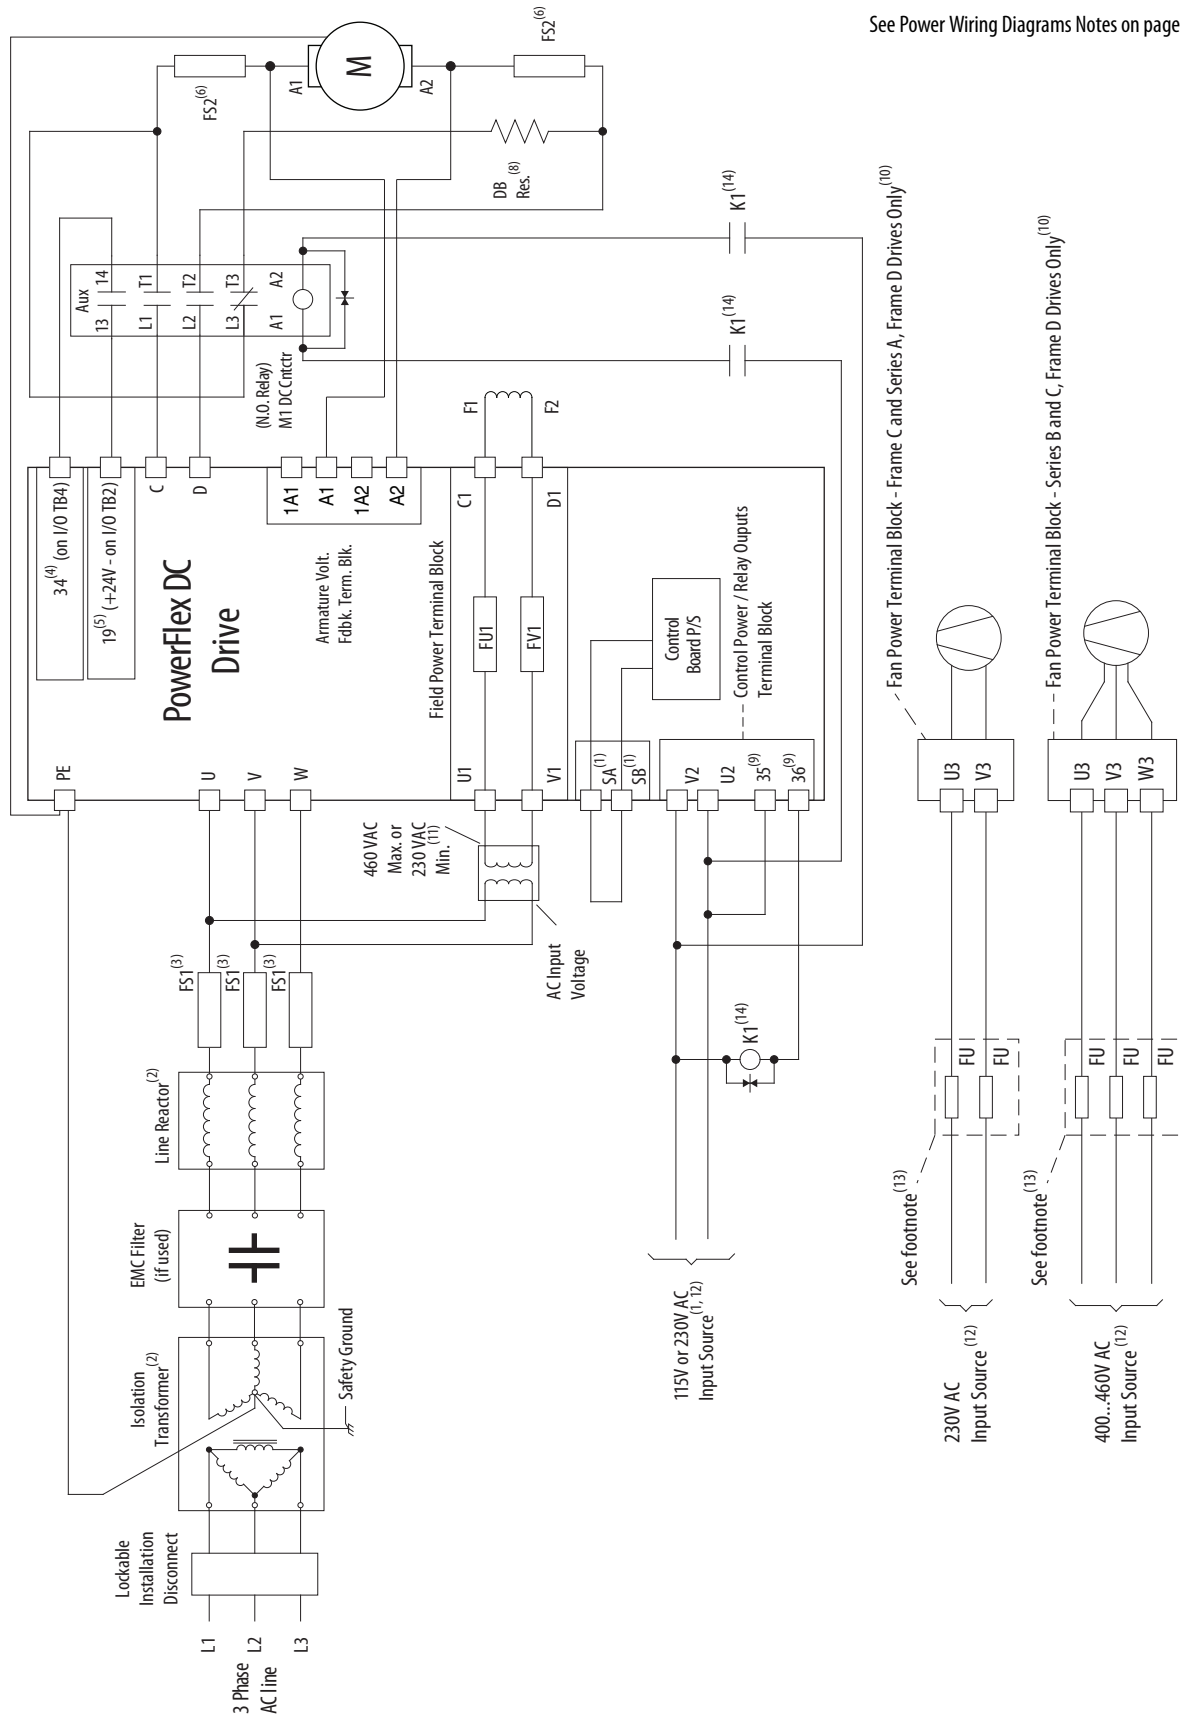 See Power Wiring Diagrams Notes on page
3 Phase
AC line
L1
L2
L3
Lockable
Installation
Disconnect
Isolation
Transformer(2)
Safety Ground
EMC Filter
(if used)
Line Reactor(2)
FS1(3)
FS1(3)
FS1(3)
AC Input
Voltage
460 VAC
Max. or
230 VAC
Min.(11)
PE
U
V
W
PowerFlex DC
Drive
34(4) (on I/O TB4)
19(5) (+24V - on I/O TB2)
C
D
Armature Volt.
Fdbk. Term. Blk.
1A1
A1
1A2
A2
Field Power Terminal Block
U1
V1
FU1
FV1
C1
D1
F1
F2
SA(1)
SB(1)
Control
Board P/S
V2
U2
35(9)
36(9)
Control Power / Relay Ouputs
Terminal Block
(N.O. Relay)
M1 DC Cntctr
Aux
13
14
L1
T1
L2
T2
L3
T3
A1
A2
FS2(6)
A1
M
A2
FS2(6)
DB
Res.(8)
K1(14)
K1(14)
K1(14)
115V or 230V AC
Input Source(1, 12)
230V AC
Input Source(12)
See footnote(13)
FU
FU
U3
V3
Fan Power Terminal Block - Frame C and Series A, Frame D Drives Only(10)
400...460V AC
Input Source(12)
See footnote(13)
FU
FU
FU
U3
V3
W3
Fan Power Terminal Block - Series B and C, Frame D Drives Only(10)